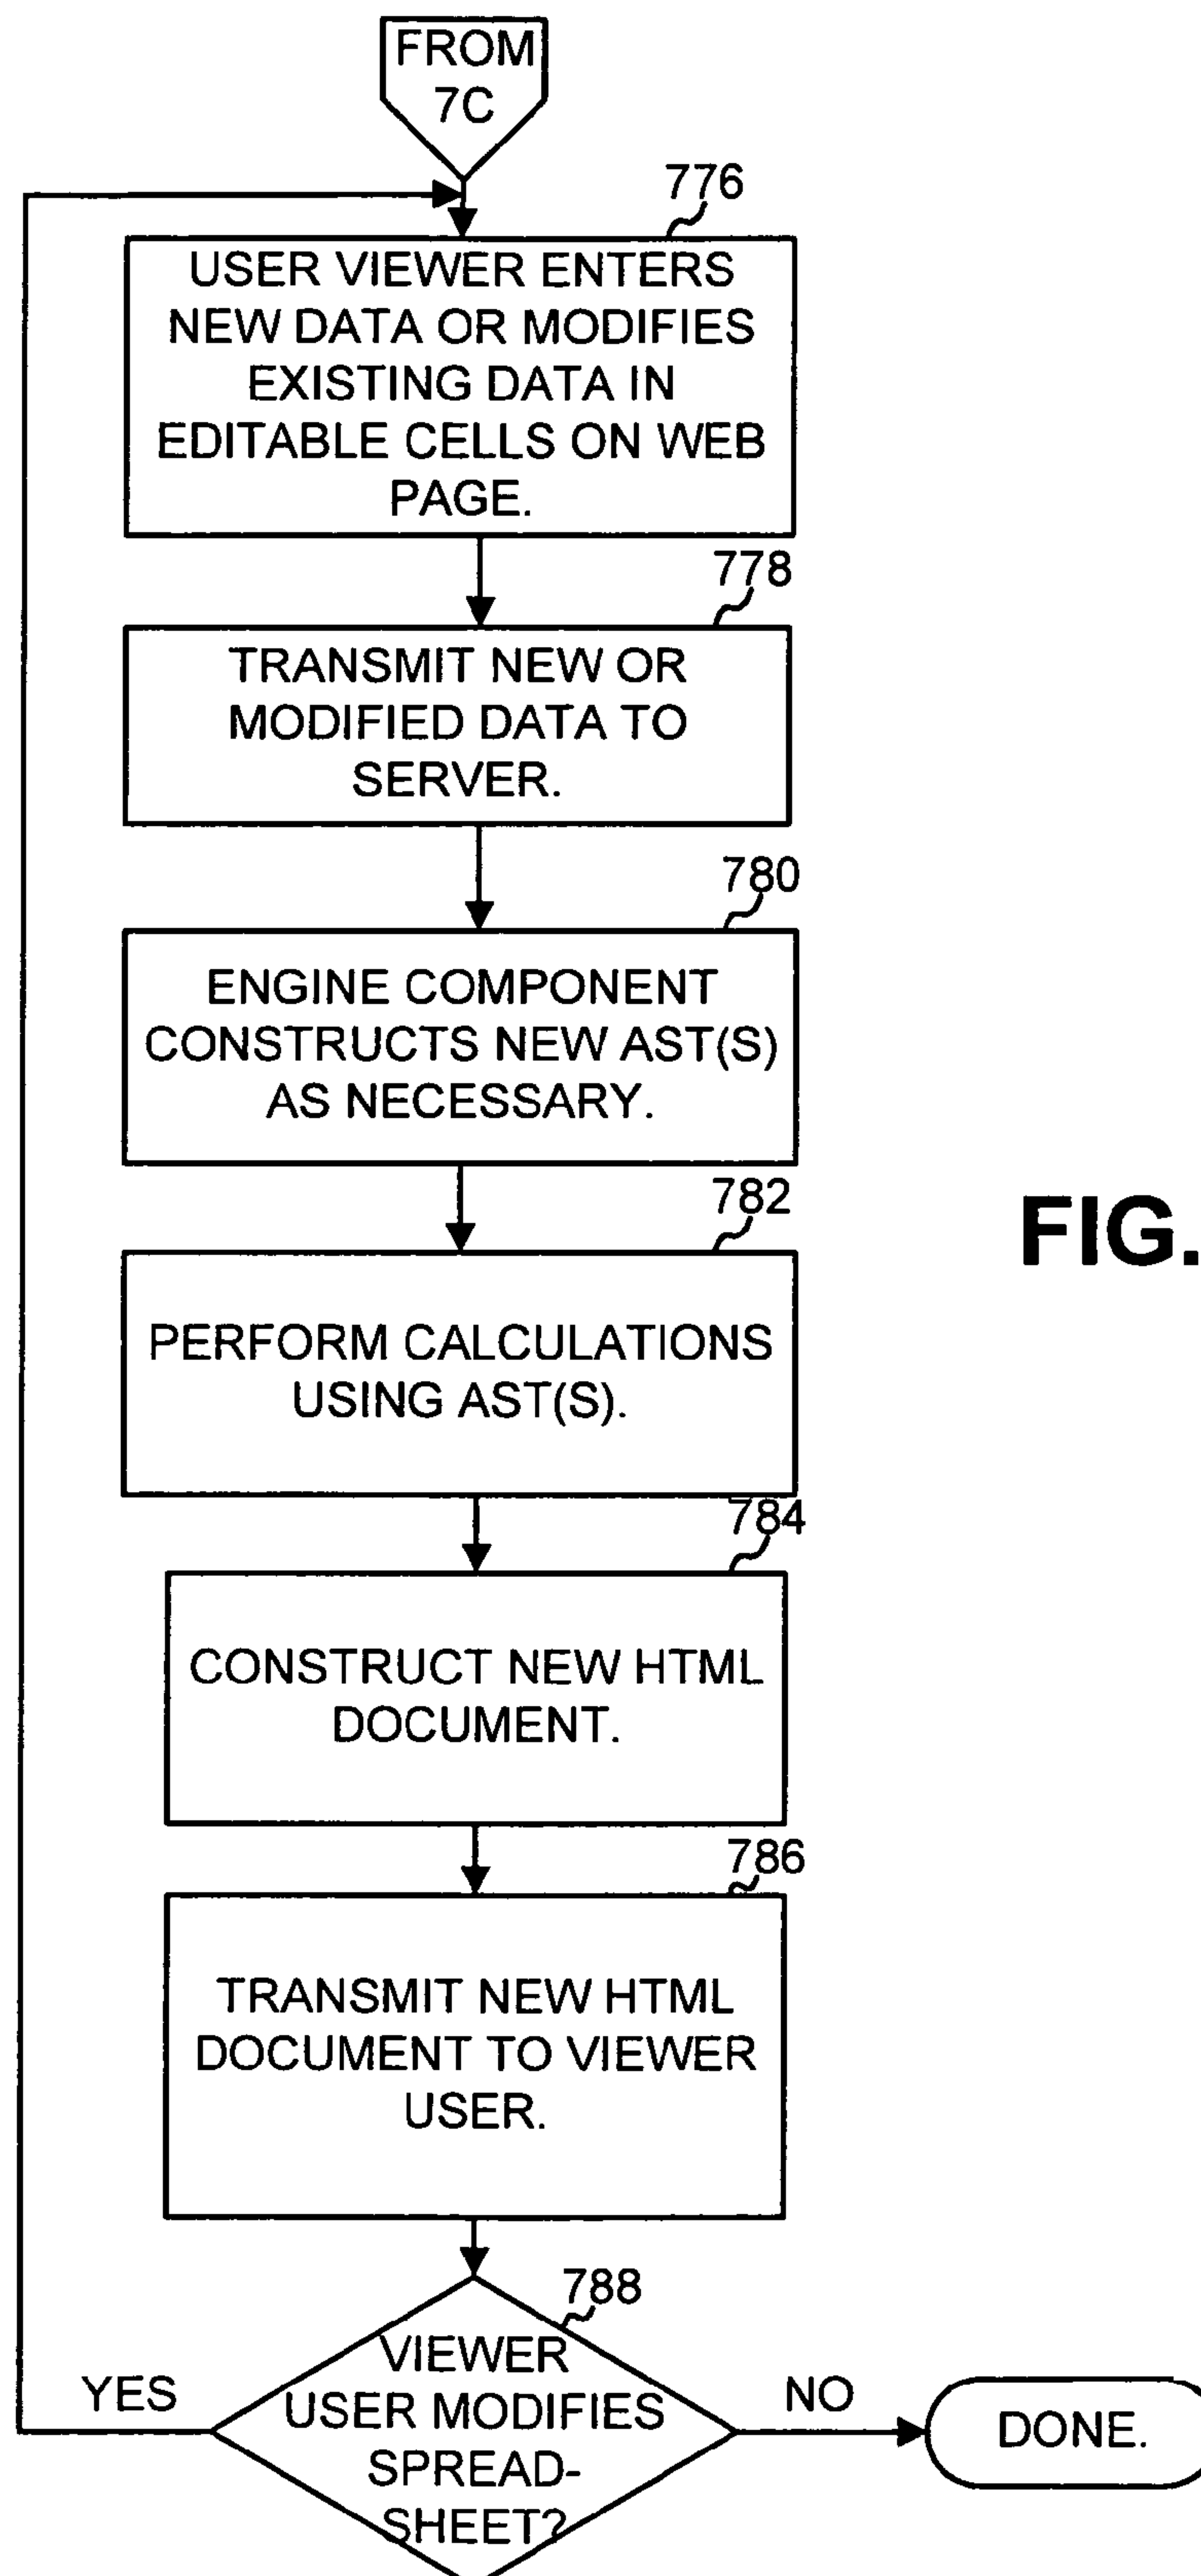 FROM
7C
776
USER VIEWER ENTERS
NEW DATA OR MODIFIES
EXISTING DATA IN
EDITABLE CELLS ON WEB
PAGE.
778
TRANSMIT NEW OR
MODIFIED DATA TO
SERVER.
780
ENGINE COMPONENT
CONSTRUCTS NEW AST(S)
AS NECESSARY.
782
FIG.
PERFORM CALCULATIONS
USING AST(S).
784
CONSTRUCT NEW HTML
DOCUMENT.
786
TRANSMIT NEW HTML
DOCUMENT TO VIEWER
USER.
788
VIEWER
USER MODIFIES
SPREAD-
SHEET?
YES
NO
DONE.